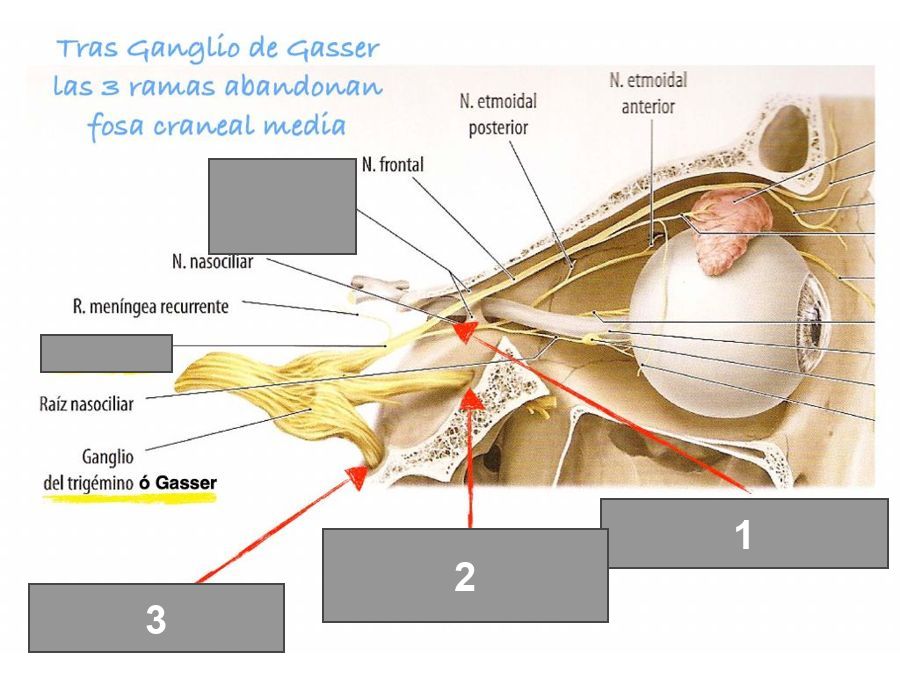 Tras Ganglio de Gasser
las 3 ramas abandonan
fosa craneal media
N. etmoidal
anterior
N. etmoidal
posterior
N. frontal
N. nasociliar
R. meníngea recurrente
Raíz nasociliar
Ganglio
del trigémino ó Gasser
1
2
3